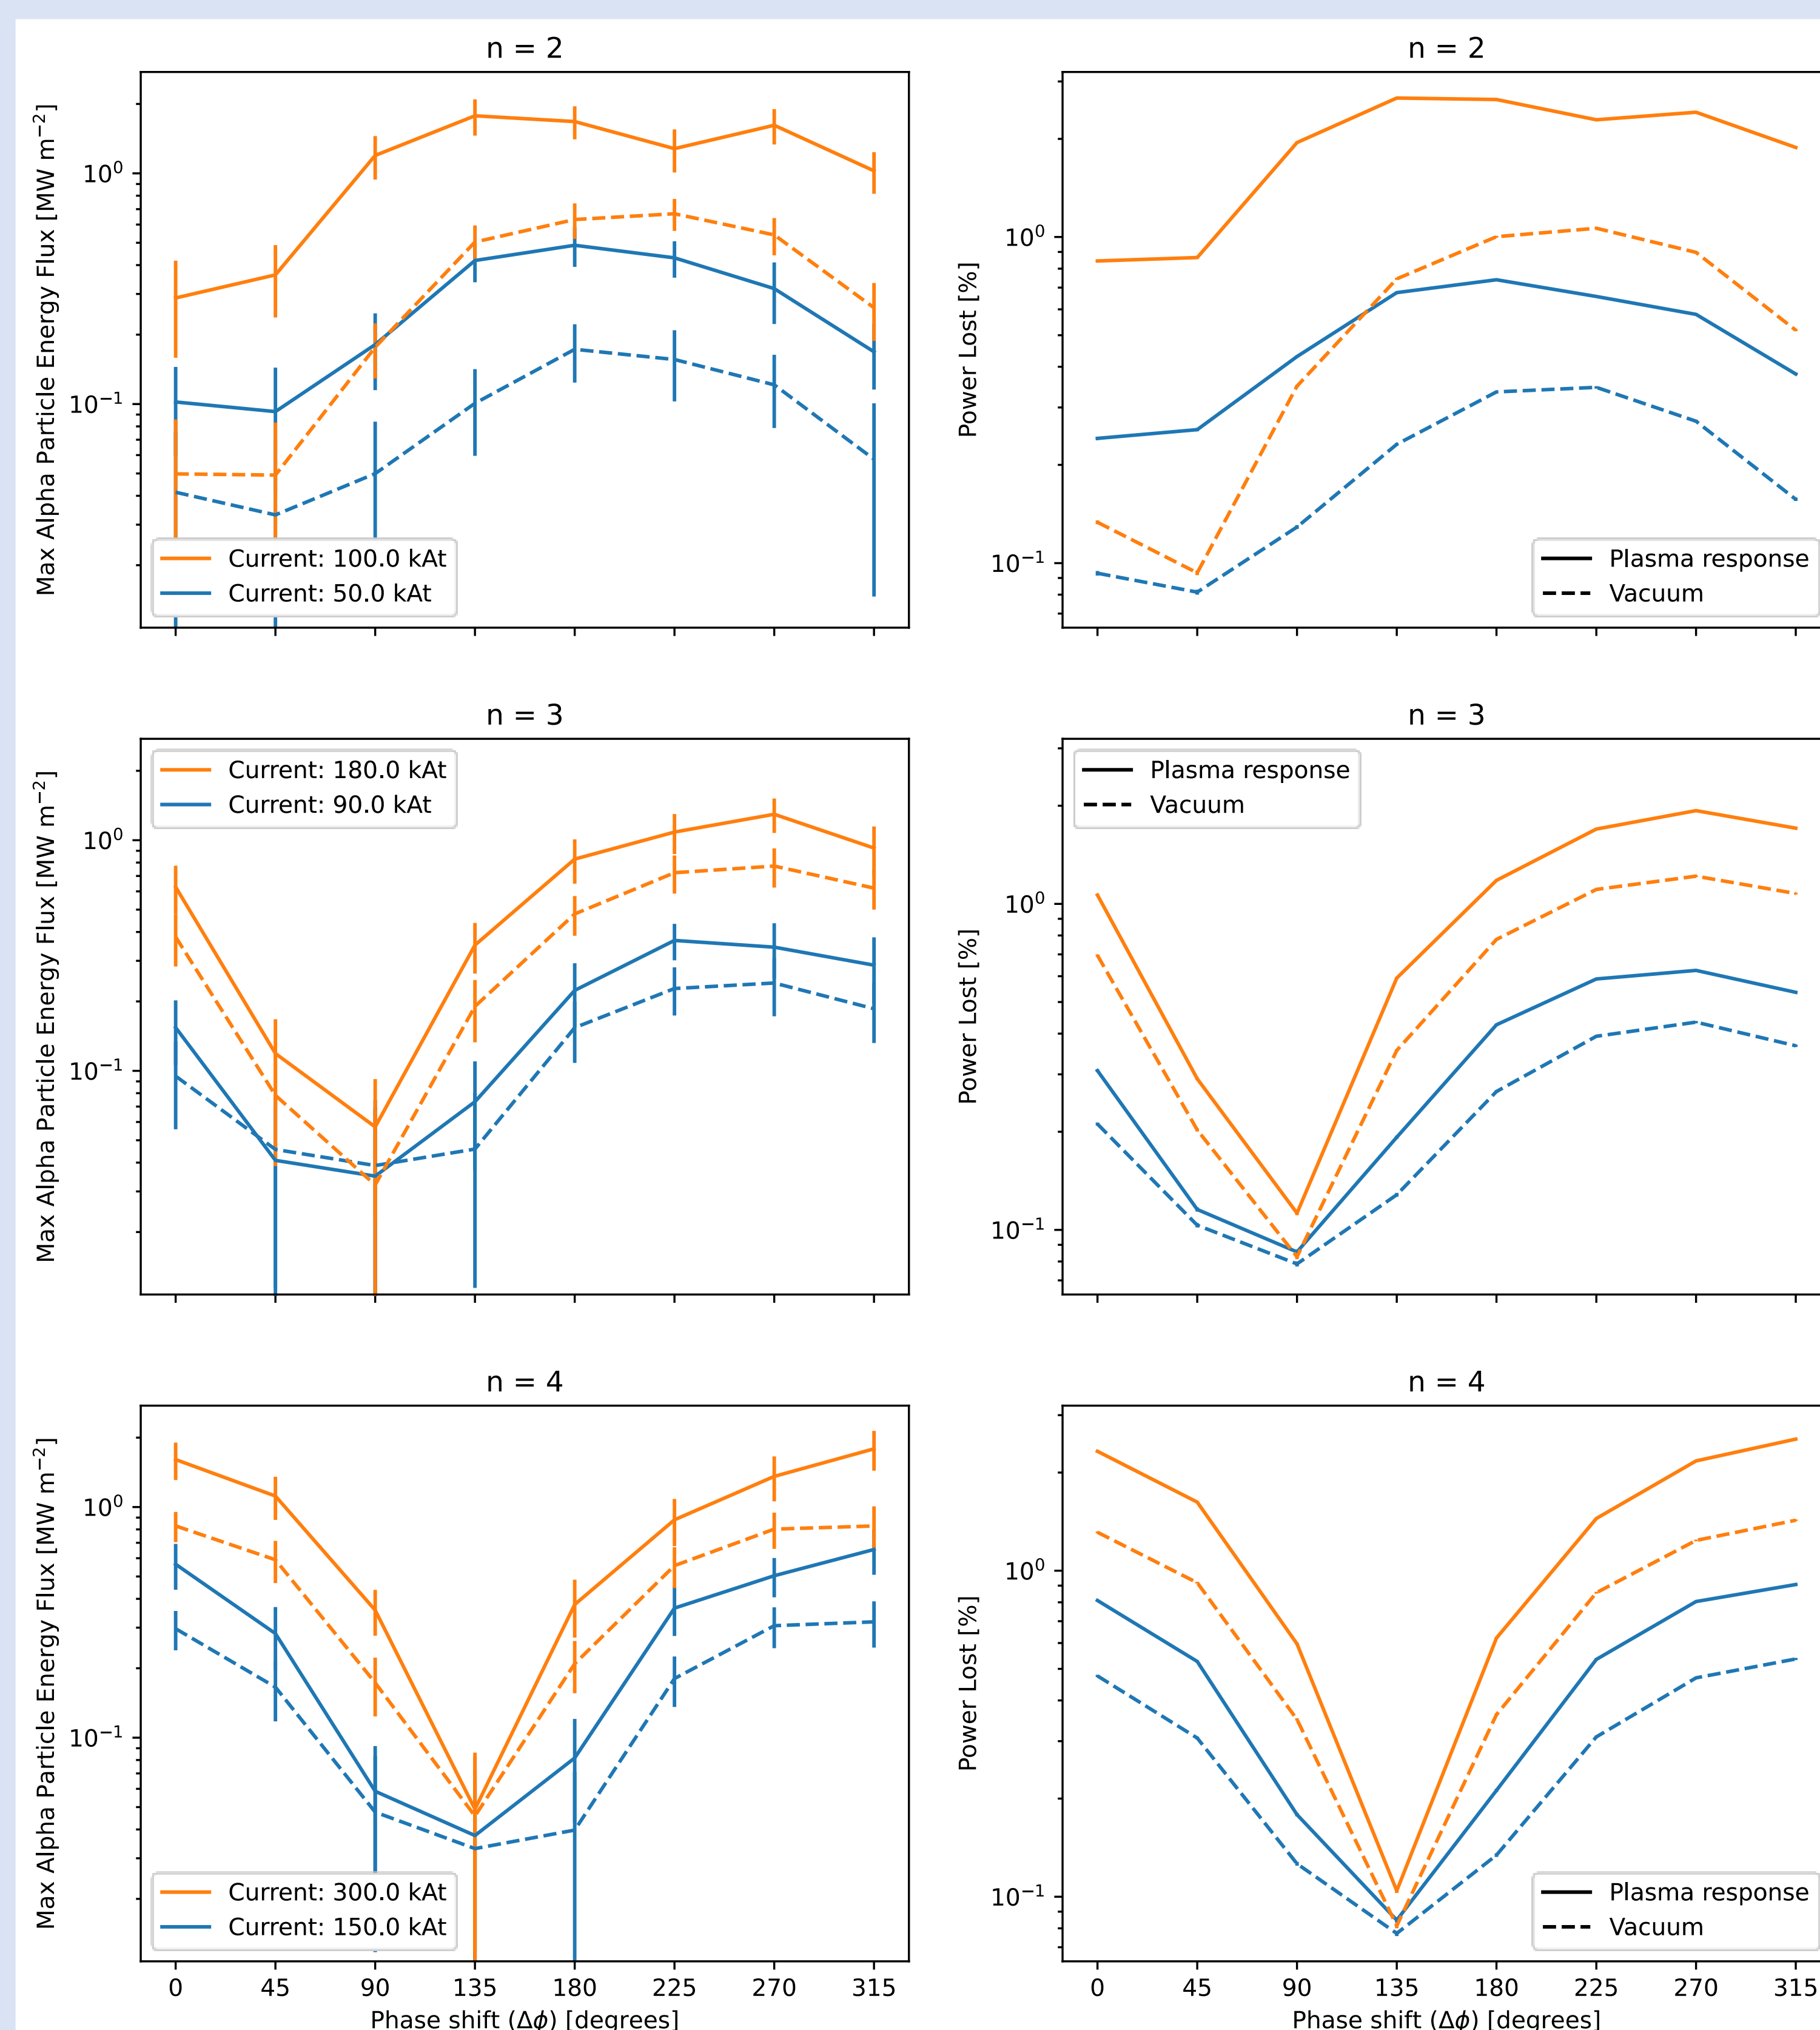 n = 2
Max Alpha Particle Energy Flux [MW m⁻²]
10⁰
10⁻¹
Current: 100.0 kAt
Current: 50.0 kAt
n = 2
Power Lost [%]
10⁰
10⁻¹
Plasma response
Vacuum
n = 3
Max Alpha Particle Energy Flux [MW m⁻²]
10⁰
10⁻¹
Current: 180.0 kAt
Current: 90.0 kAt
n = 3
Power Lost [%]
10⁰
10⁻¹
Plasma response
Vacuum
n = 4
Max Alpha Particle Energy Flux [MW m⁻²]
10⁰
10⁻¹
Current: 300.0 kAt
Current: 150.0 kAt
0 45 90 135 180 225 270 315
Phase shift (Δϕ) [degrees]
n = 4
Power Lost [%]
10⁰
10⁻¹
Plasma response
Vacuum
0 45 90 135 180 225 270 315
Phase shift (Δϕ) [degrees]